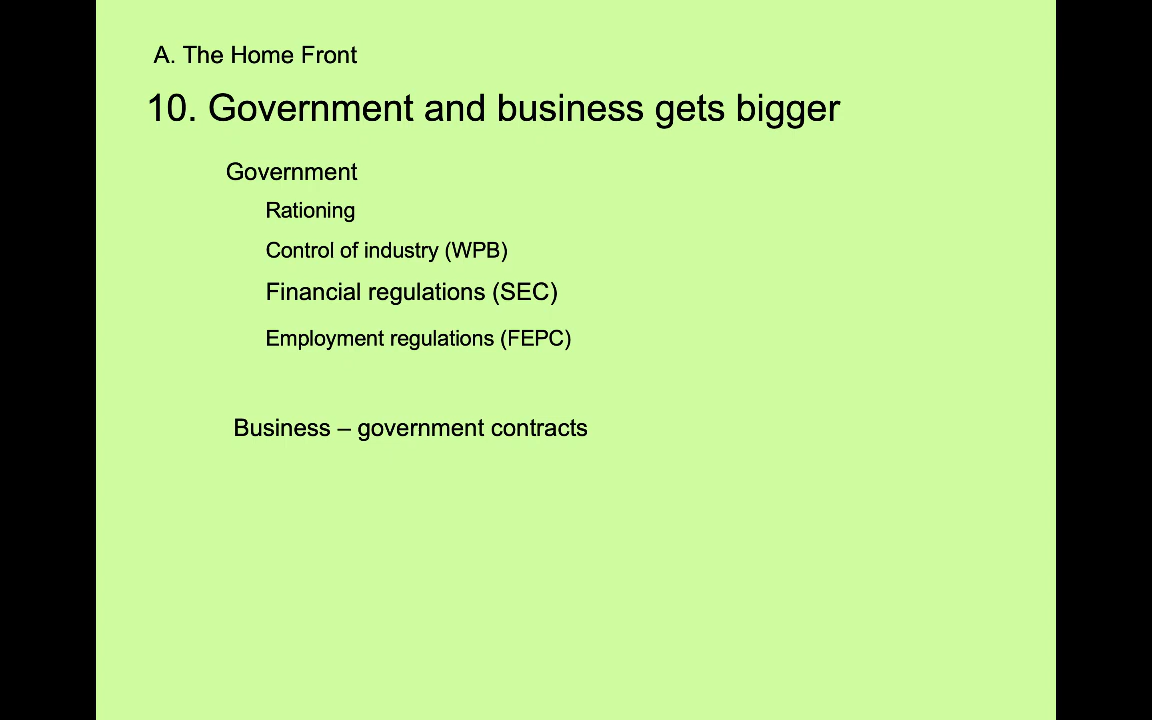 A. The Home Front
10. Government and business gets bigger
Government
Rationing
Control of industry (WPB)
Financial regulations (SEC)
Employment regulations (FEPC)
Business – government contracts